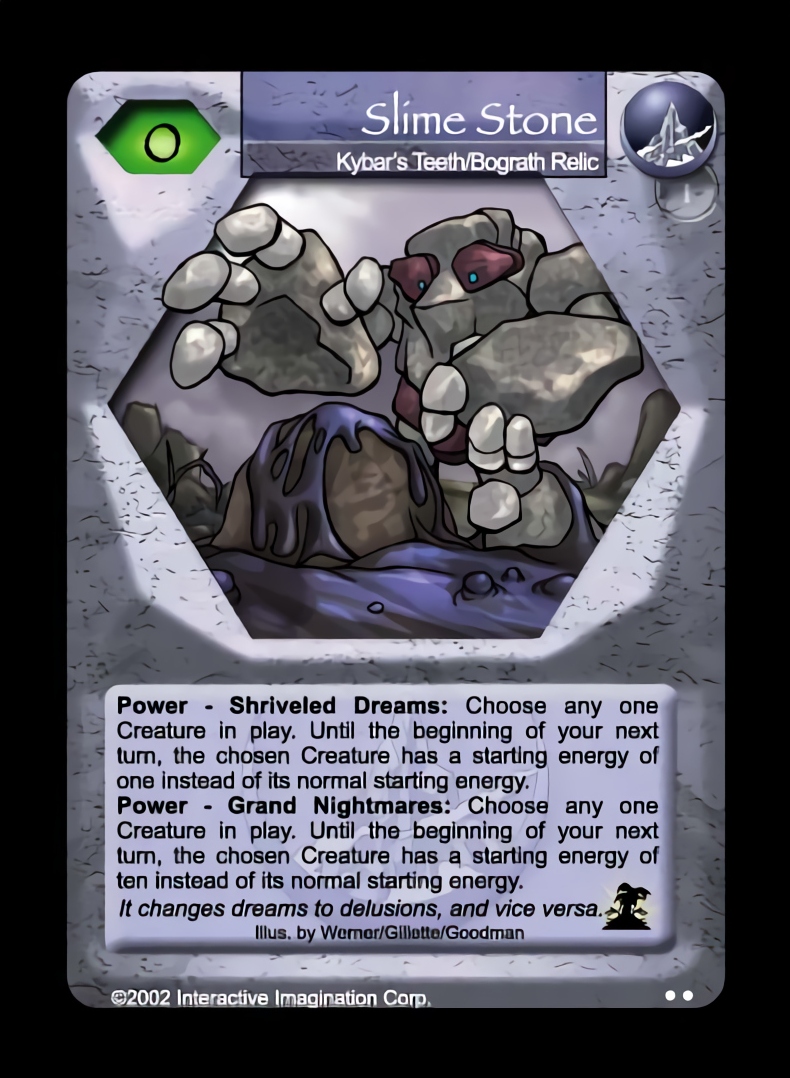 0
Slime Stone
Kybar's Teeth/Bograth Relic
Power - Shriveled Dreams: Choose any one
Creature in play. Until the beginning of your next
turn, the chosen Creature has a starting energy of
one instead of its normal starting energy.
Power - Grand Nightmares: Choose any one
Creature in play. Until the beginning of your next
turn, the chosen Creature has a starting energy of
ten instead of its normal starting energy.
It changes dreams to delusions, and vice versa.
Illus. by Werner/Gillette/Goodman
©2002 Interactive Imagination Corp.